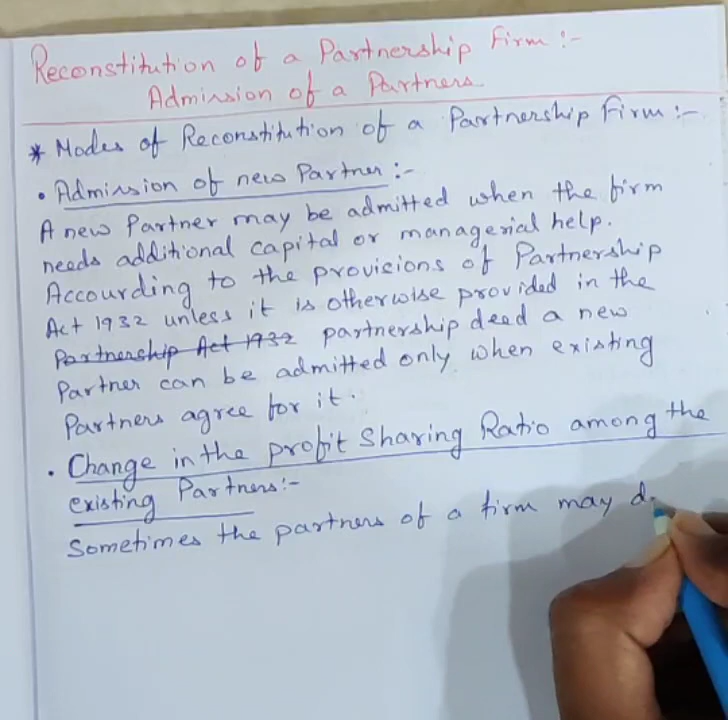 Reconstitution of a Partnership Firm :-
Admission of a Partners.
* Modes of Reconstitution of a Partnership Firm :-
• Admission of new Partner :-
A new Partner may be admitted when the firm
needs additional capital or managerial help.
Accourding to the provisions of Partnership
Act 1932 unless it is otherwise provided in the
Partnership Act 1932 partnership deed a new
Partner can be admitted only when existing
Partners agree for it.
• Change in the profit Sharing Ratio among the
existing Partners :-
Sometimes the partners of a firm may d